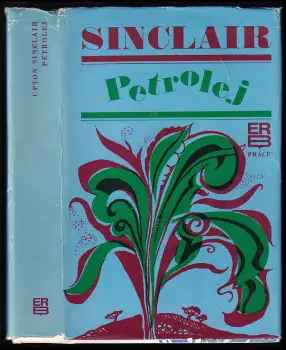 UPTON SINCLAIR
PETROLEJ
ER
B
SINCLAIR
Petrolej
ER
B
PRÁCE